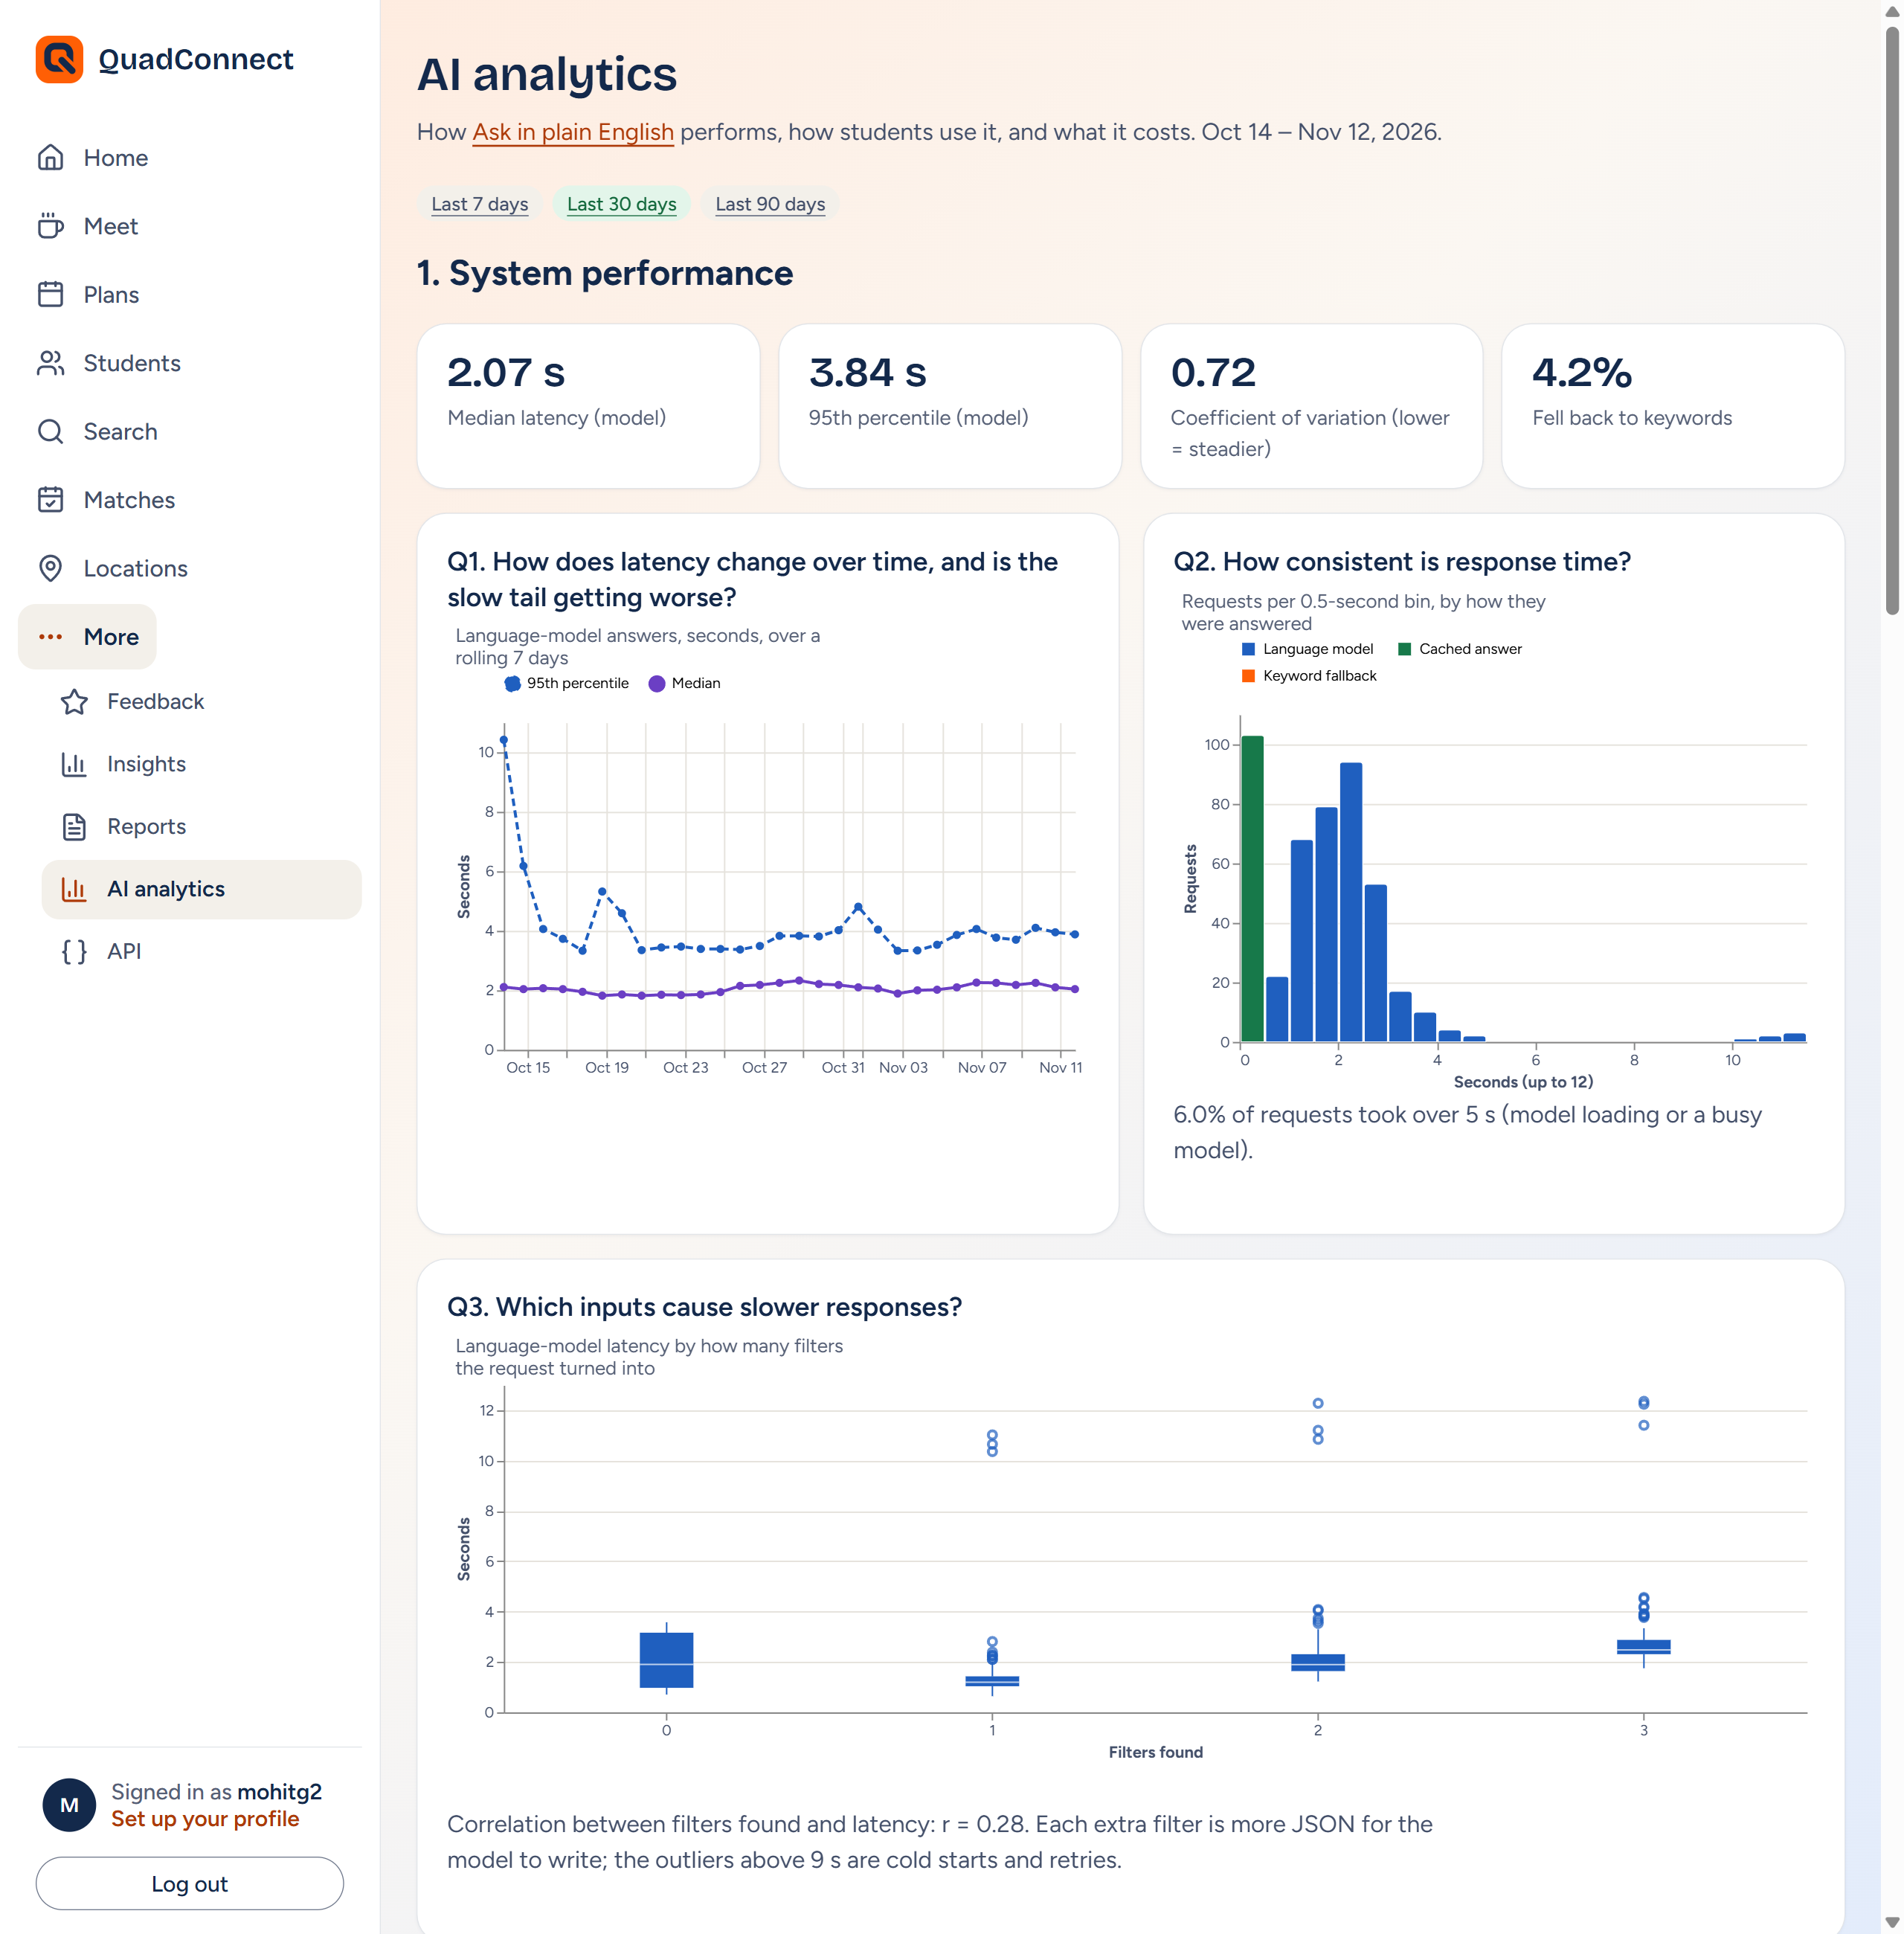 QuadConnect
Home
Meet
Plans
Students
Search
Matches
Locations
More
Feedback
Insights
Reports
AI analytics
API
M
Signed in as mohitg2
Set up your profile
Log out
AI analytics
How Ask in plain English performs, how students use it, and what it costs. Oct 14 – Nov 12, 2026.
Last 7 days
Last 30 days
Last 90 days
1. System performance
2.07 s
Median latency (model)
3.84 s
95th percentile (model)
0.72
Coefficient of variation (lower
= steadier)
4.2%
Fell back to keywords
Q1. How does latency change over time, and is the
slow tail getting worse?
Language-model answers, seconds, over a
rolling 7 days
95th percentile
Median
Seconds
10
8
6
4
2
0
Oct 15
Oct 19
Oct 23
Oct 27
Oct 31
Nov 03
Nov 07
Nov 11
Q2. How consistent is response time?
Requests per 0.5-second bin, by how they
were answered
Language model
Cached answer
Keyword fallback
Requests
100
80
60
40
20
0
0
2
4
6
8
10
Seconds (up to 12)
6.0% of requests took over 5 s (model loading or a busy
model).
Q3. Which inputs cause slower responses?
Language-model latency by how many filters
the request turned into
Seconds
12
10
8
6
4
2
0
0
1
2
3
Filters found
Correlation between filters found and latency: r = 0.28. Each extra filter is more JSON for the
model to write; the outliers above 9 s are cold starts and retries.